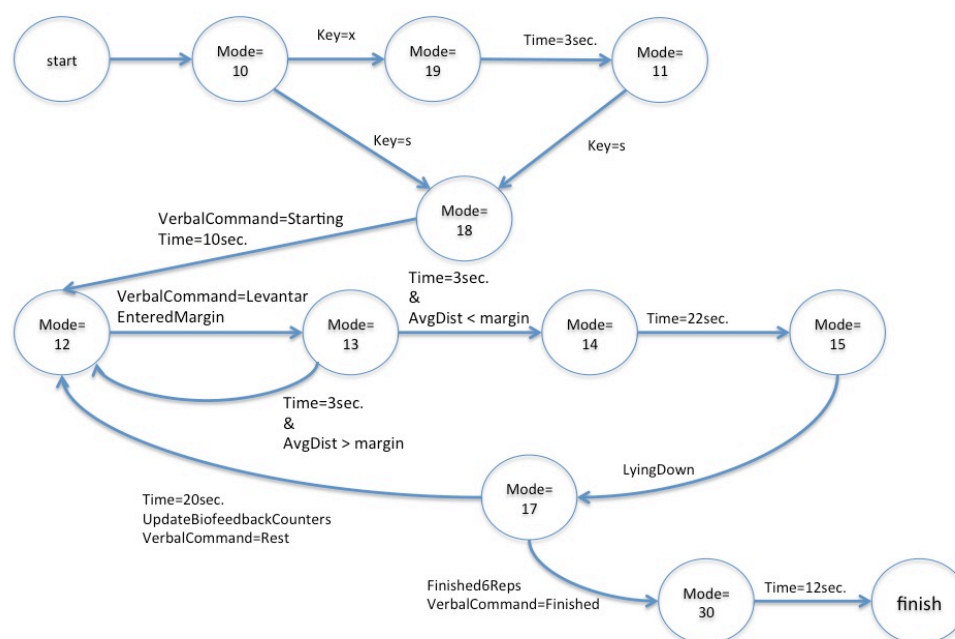 start
Mode=
10
Key=x
Mode=
19
Time=3sec.
Mode=
11
Key=s
Key=s
Mode=
18
VerbalCommand=Starting
Time=10sec.
Mode=
12
VerbalCommand=Levantar
EnteredMargin
Mode=
13
Time=3sec.
&
AvgDist < margin
Mode=
14
Time=22sec.
Mode=
15
Time=3sec.
&
AvgDist > margin
LyingDown
Mode=
17
Time=20sec.
UpdateBiofeedbackCounters
VerbalCommand=Rest
Finished6Reps
VerbalCommand=Finished
Mode=
30
Time=12sec.
finish